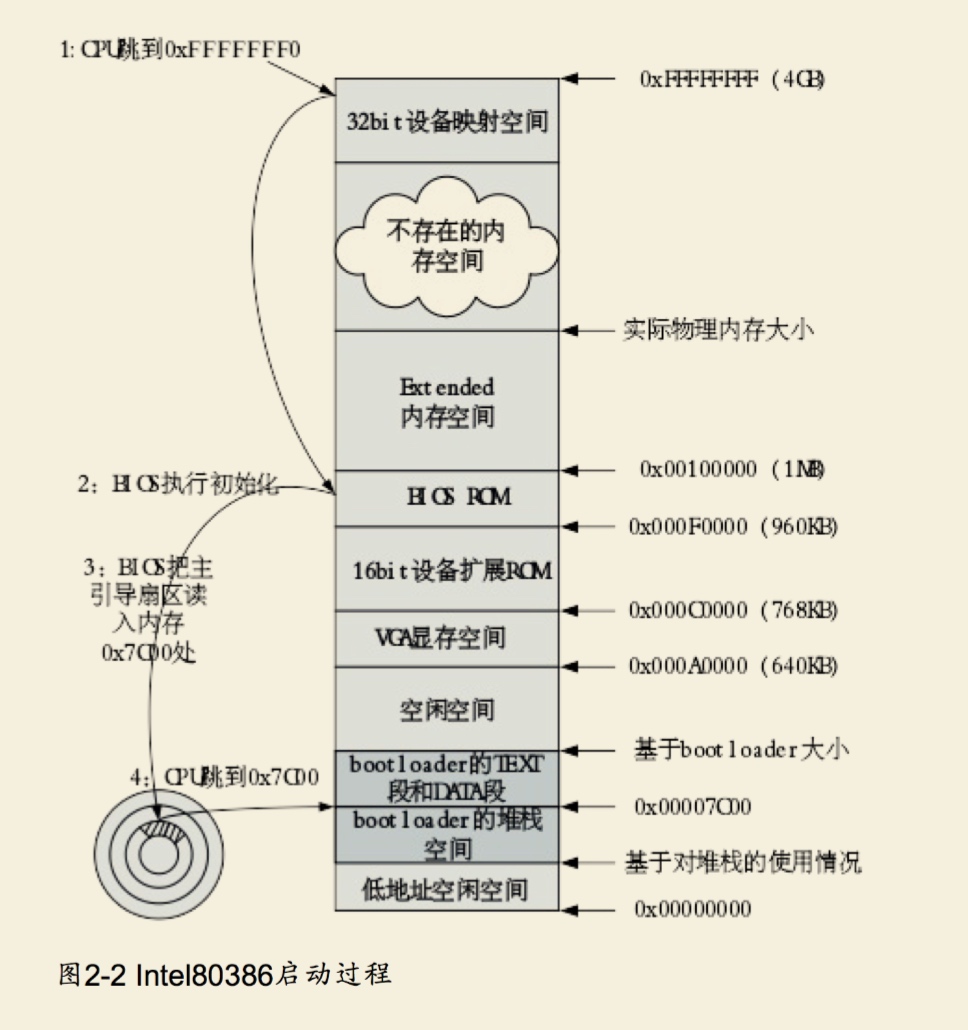 1: CPU跳到0xFFFFFFF0
0xFFFFFFFF (4GB)
32bit设备映射空间
不存在的内
存空间
实际物理内存大小
Extended
内存空间
0x00100000 (1MB)
2: BIOS执行初始化
BIOS ROM
0x000F0000 (960KB)
3: BIOS把主
引导扇区读
入内存
0x7C00处
16bit设备扩展ROM
0x000C0000 (768KB)
VGA显存空间
0x000A0000 (640KB)
空闲空间
基于bootloader大小
4: CPU跳到0x7C00
bootloader的TEXT
段和DATA段
0x00007C00
bootloader的堆栈
空间
基于对堆栈的使用情况
低地址空闲空间
0x00000000
图2-2 Intel80386启动过程